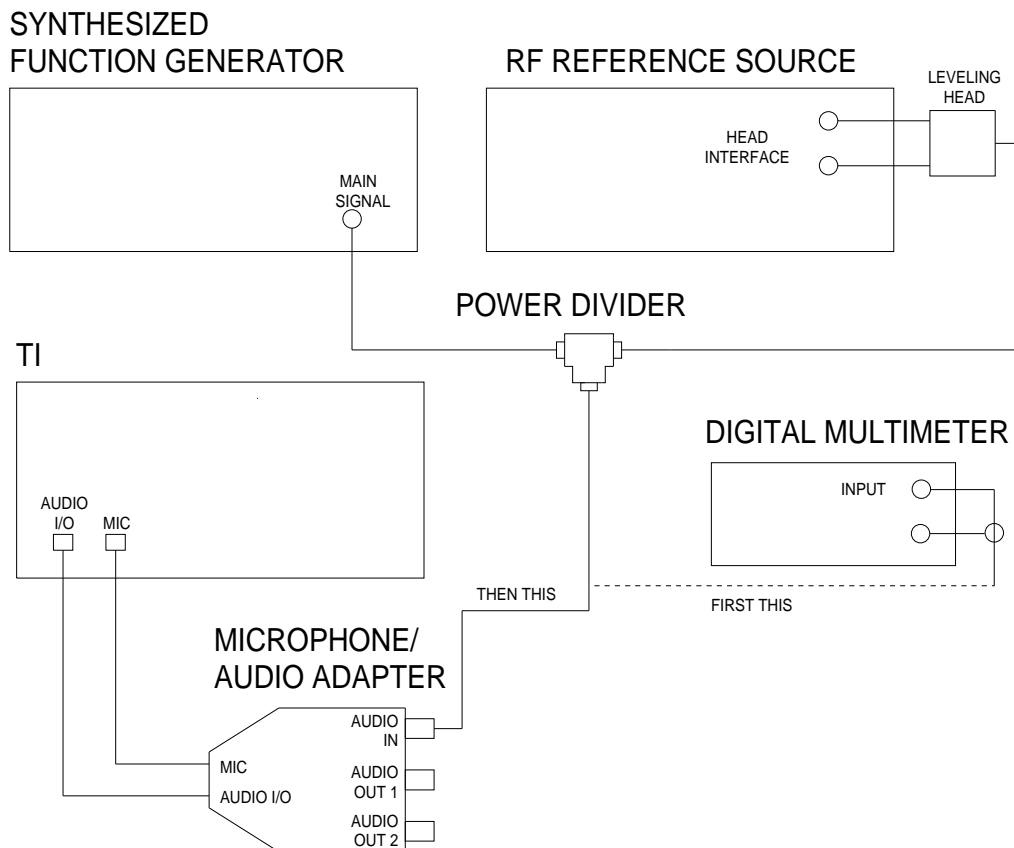 SYNTHESIZED
FUNCTION GENERATOR
RF REFERENCE SOURCE
LEVELING
HEAD
HEAD
INTERFACE
MAIN
SIGNAL
POWER DIVIDER
TI
DIGITAL MULTIMETER
INPUT
AUDIO
I/O
MIC
THEN THIS
FIRST THIS
MICROPHONE/
AUDIO ADAPTER
AUDIO
IN
MIC
AUDIO I/O
AUDIO
OUT 1
AUDIO
OUT 2